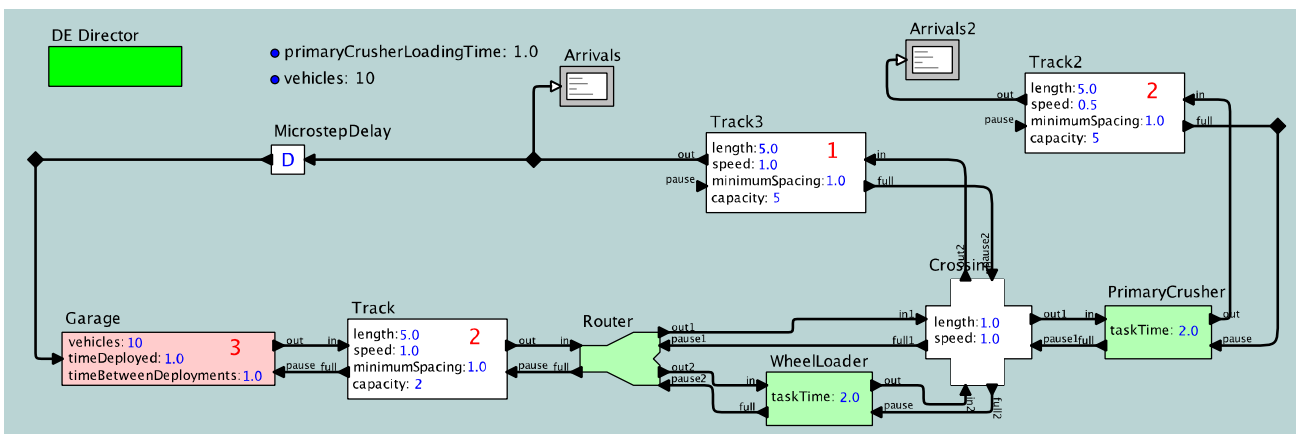 DE Director
primaryCrusherLoadingTime: 1.0
vehicles: 10
Arrivals
Arrivals2
Track2
length:5.0
speed: 0.5
minimumSpacing:1.0
capacity: 5
2
out
pause
in
full
MicrostepDelay
D
Track3
length:5.0
speed: 1.0
minimumSpacing:1.0
capacity: 5
1
out
pause
in
full
out2
pause2
Garage
vehicles: 10
timeDeployed: 1.0
timeBetweenDeployments: 1.0
3
out
pause
Track
length:5.0
speed: 1.0
minimumSpacing:1.0
capacity: 2
2
in
full
out
pause
Router
in
full
out1
pause1
out2
pause2
WheelLoader
taskTime: 2.0
in
full
out
pause
Crossing
length: 1.0
speed: 1.0
in1
full1
out1
pause1
in2
full2
PrimaryCrusher
taskTime: 2.0
in
full
out
pause